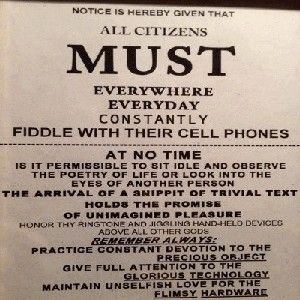 NOTICE IS HEREBY GIVEN THAT
ALL CITIZENS
MUST
EVERYWHERE
EVERYDAY
CONSTANTLY
FIDDLE WITH THEIR CELL PHONES
AT NO TIME
IS IT PERMISSIBLE TO SIT IDLE AND OBSERVE
THE POETRY OF LIFE OR LOOK INTO THE
EYES OF ANOTHER PERSON
THE ARRIVAL OF A SNIPPIT OF TRIVIAL TEXT
HOLDS THE PROMISE
OF UNIMAGINED PLEASURE
HONOR THY RINGTONE AND JIGGLING HAND-HELD DEVICES
ABOVE ALL OTHER GODS
REMEMBER ALWAYS:
PRACTICE CONSTANT DEVOTION TO THE
PRECIOUS OBJECT
GIVE FULL ATTENTION TO THE
GLORIOUS TECHNOLOGY
MAINTAIN UNSELFISH LOVE FOR THE
FLIMSY HARDWARE